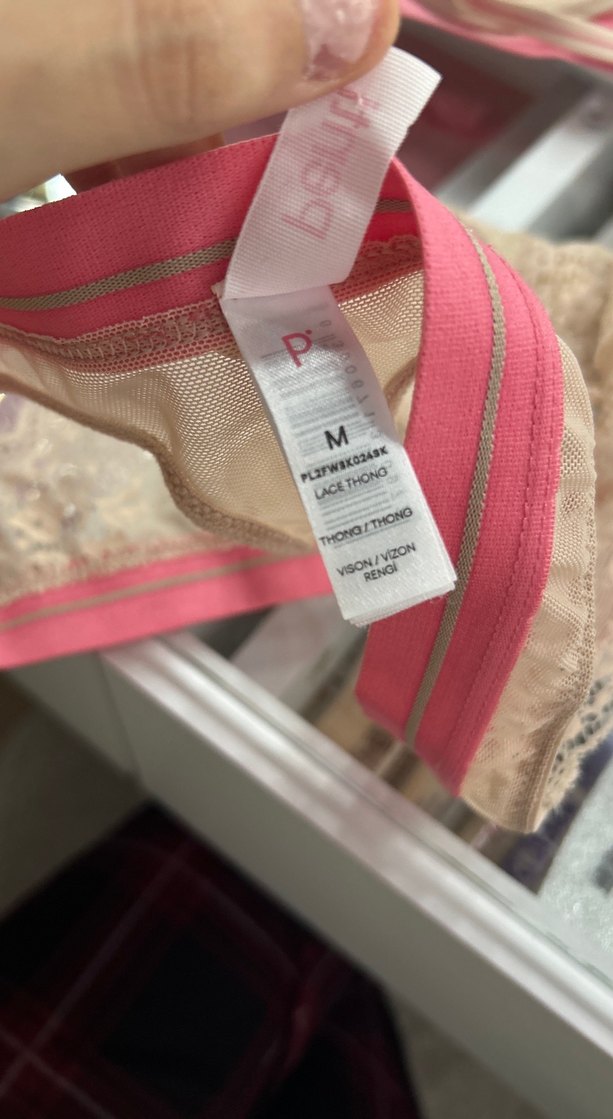 P.
M
PL2FW3K0249K
LACE THONG
THONG / THONG
VISON / VİZON
RENGİ